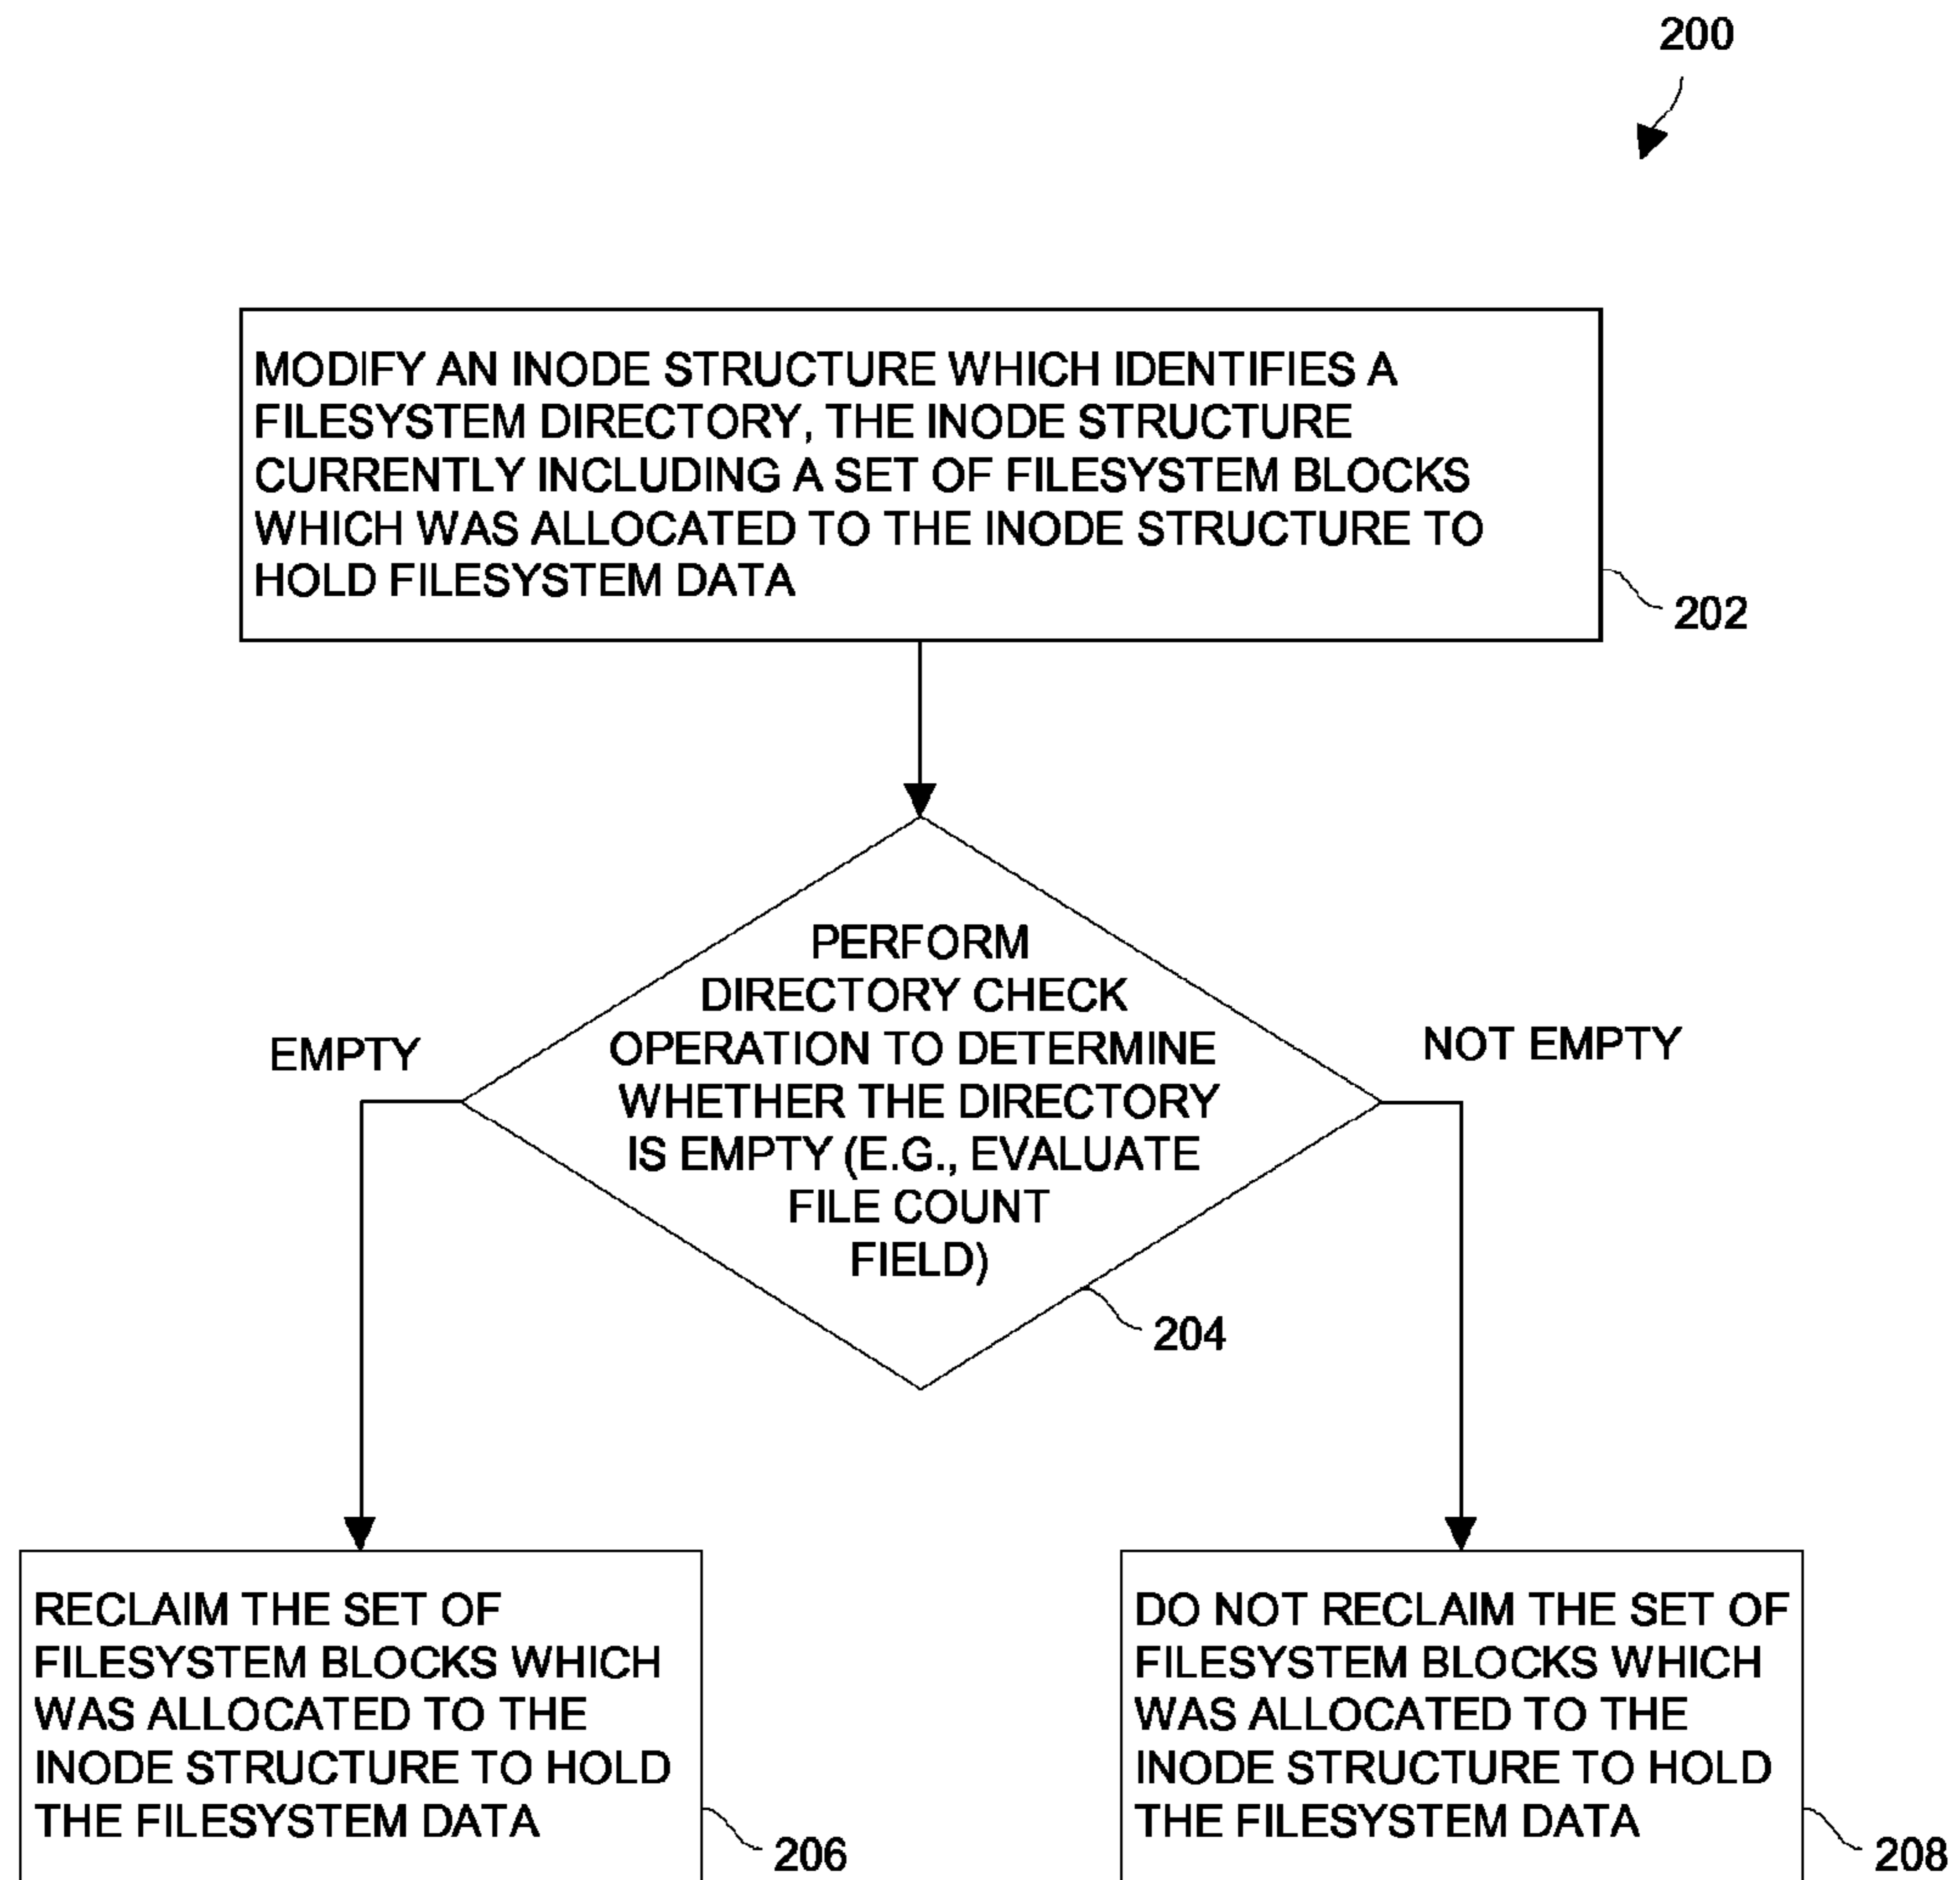 200
MODIFY AN INODE STRUCTURE WHICH IDENTIFIES A
FILESYSTEM DIRECTORY, THE INODE STRUCTURE
CURRENTLY INCLUDING A SET OF FILESYSTEM BLOCKS
WHICH WAS ALLOCATED TO THE INODE STRUCTURE TO
HOLD FILESYSTEM DATA
202
PERFORM
DIRECTORY CHECK
OPERATION TO DETERMINE
WHETHER THE DIRECTORY
IS EMPTY (E.G., EVALUATE
FILE COUNT
FIELD)
204
EMPTY
NOT EMPTY
RECLAIM THE SET OF
FILESYSTEM BLOCKS WHICH
WAS ALLOCATED TO THE
INODE STRUCTURE TO HOLD
THE FILESYSTEM DATA
206
DO NOT RECLAIM THE SET OF
FILESYSTEM BLOCKS WHICH
WAS ALLOCATED TO THE
INODE STRUCTURE TO HOLD
THE FILESYSTEM DATA
208